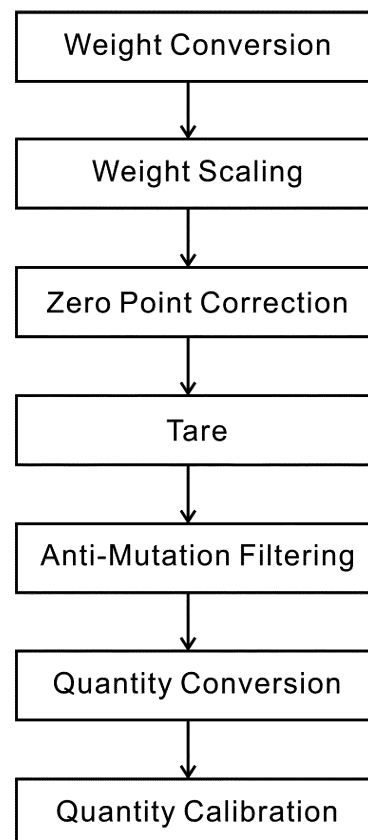 Weight Conversion
Weight Scaling
Zero Point Correction
Tare
Anti-Mutation Filtering
Quantity Conversion
Quantity Calibration